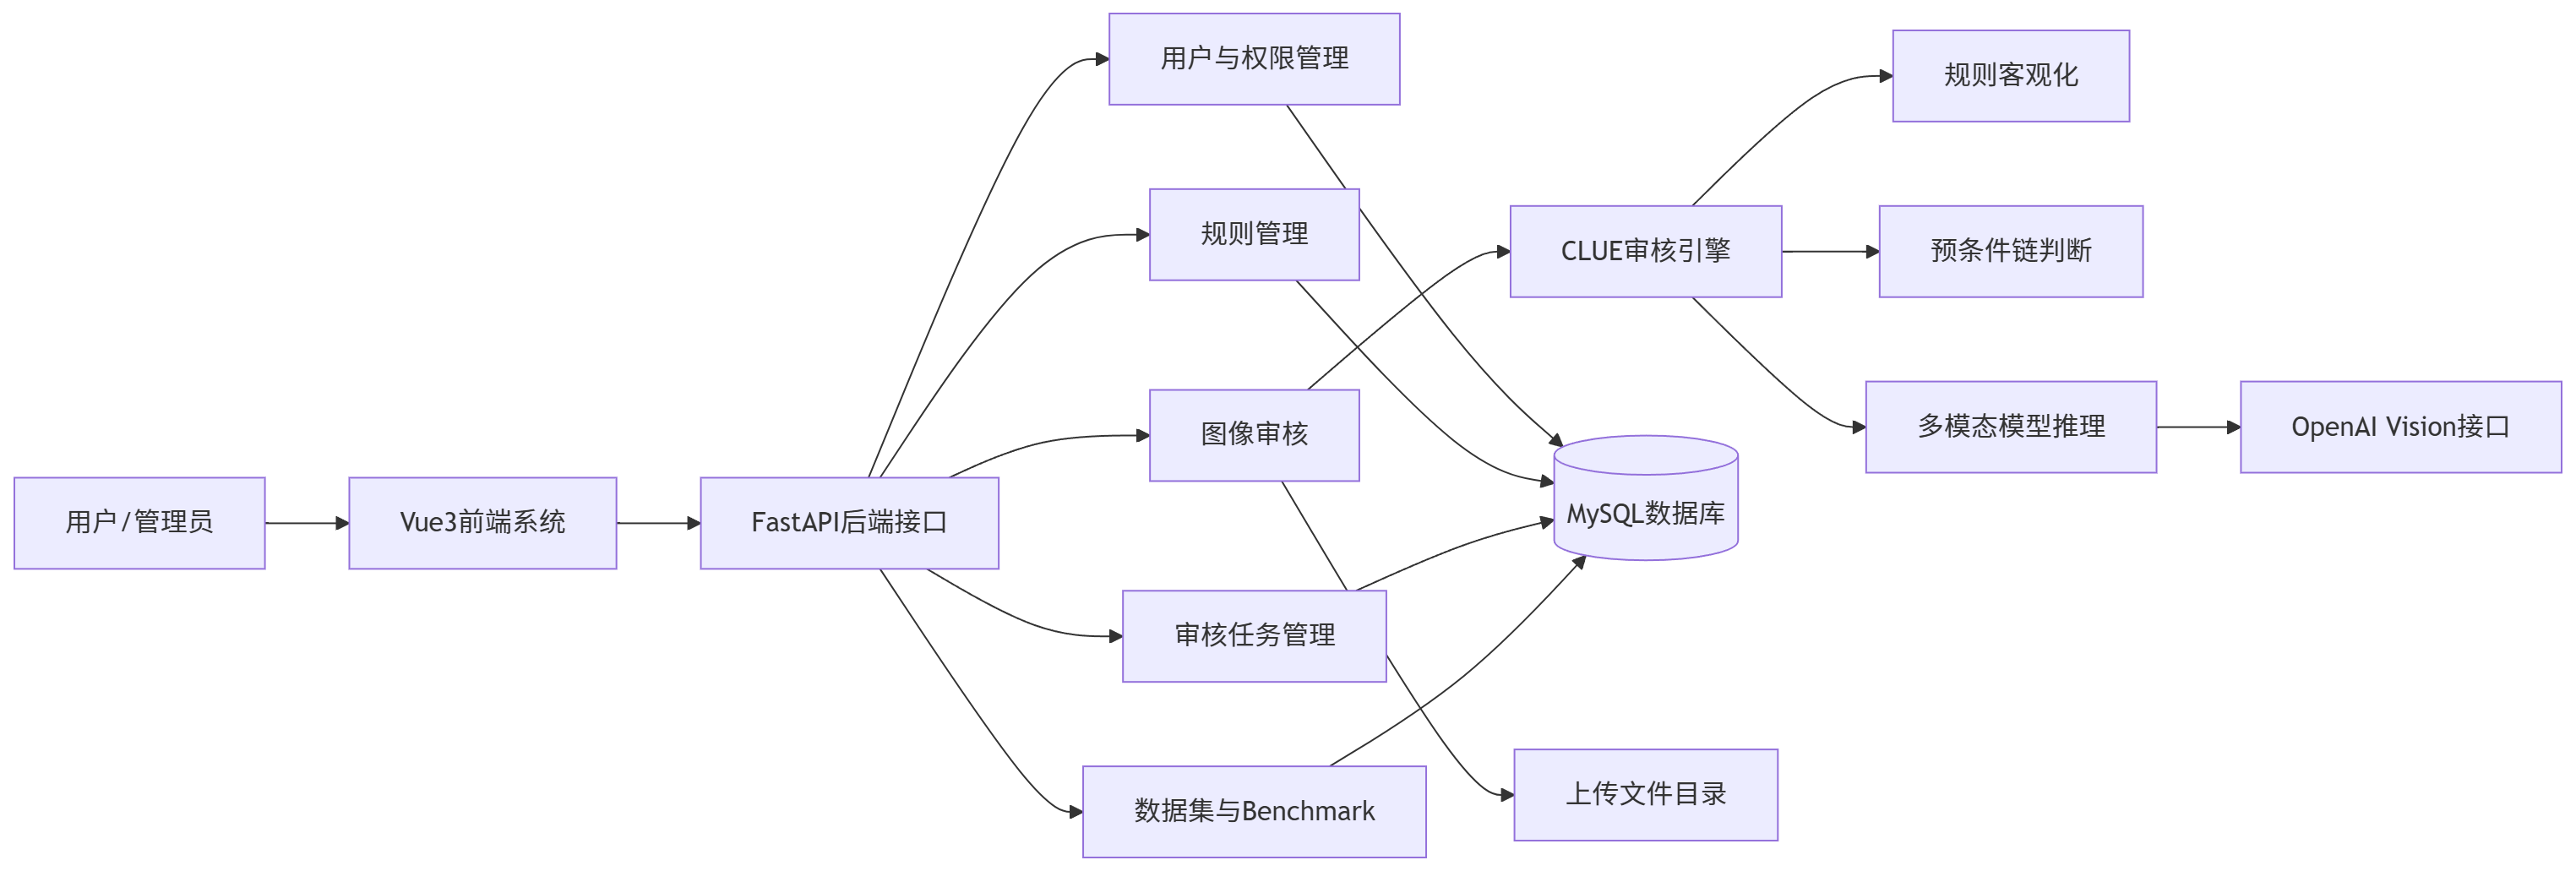 用户/管理员
Vue3前端系统
FastAPI后端接口
用户与权限管理
规则管理
图像审核
审核任务管理
数据集与Benchmark
CLUE审核引擎
MySQL数据库
上传文件目录
规则客观化
预条件链判断
多模态模型推理
OpenAI Vision接口